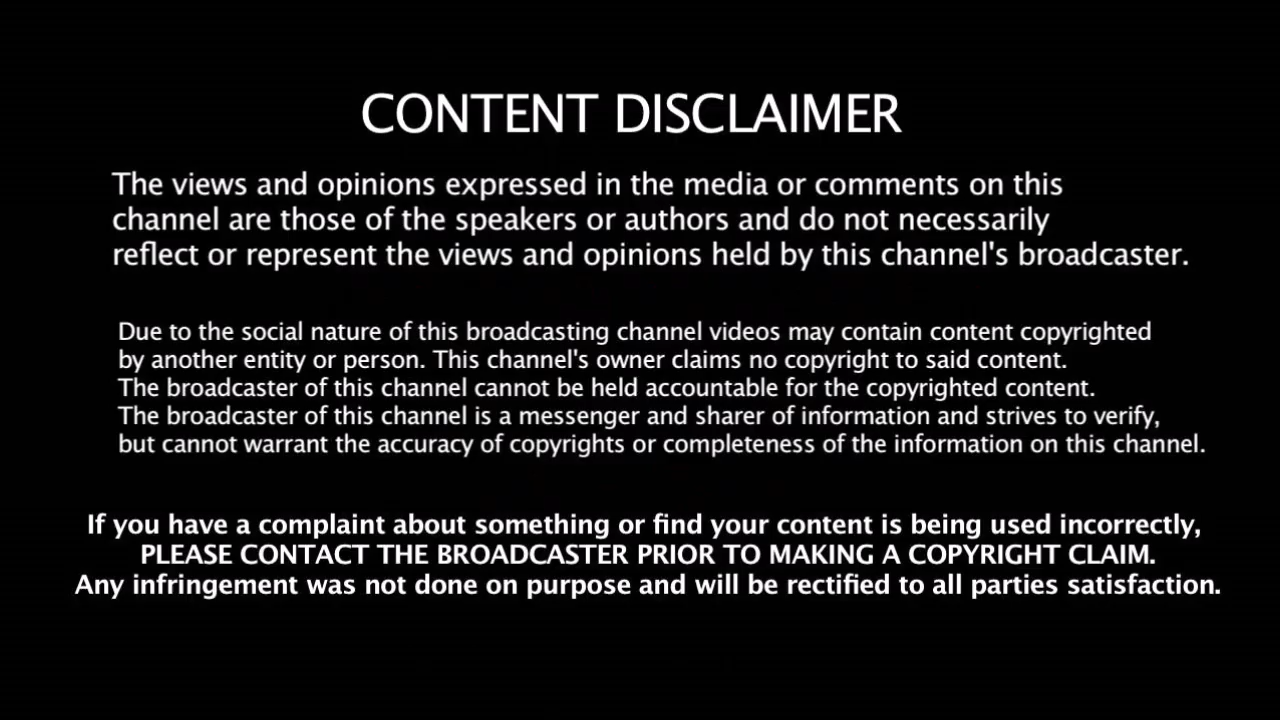 CONTENT DISCLAIMER
The views and opinions expressed in the media or comments on this
channel are those of the speakers or authors and do not necessarily
reflect or represent the views and opinions held by this channel's broadcaster.
Due to the social nature of this broadcasting channel videos may contain content copyrighted
by another entity or person. This channel's owner claims no copyright to said content.
The broadcaster of this channel cannot be held accountable for the copyrighted content.
The broadcaster of this channel is a messenger and sharer of information and strives to verify,
but cannot warrant the accuracy of copyrights or completeness of the information on this channel.
If you have a complaint about something or find your content is being used incorrectly,
PLEASE CONTACT THE BROADCASTER PRIOR TO MAKING A COPYRIGHT CLAIM.
Any infringement was not done on purpose and will be rectified to all parties satisfaction.